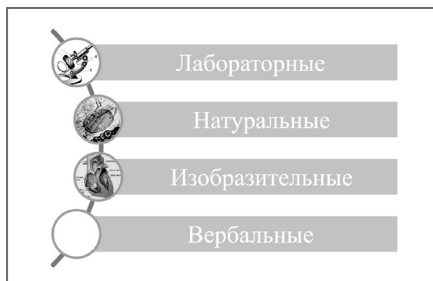 Лабораторные
Натуральные
Изобразительные
Вербальные